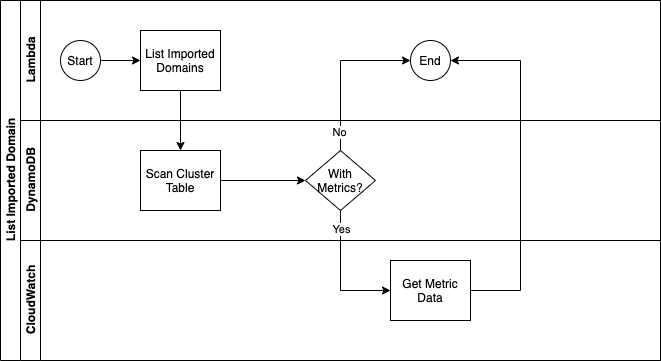 List Imported Domain
Lambda
Start
List Imported
Domains
End
No
DynamoDB
Scan Cluster
Table
With
Metrics?
Yes
CloudWatch
Get Metric
Data